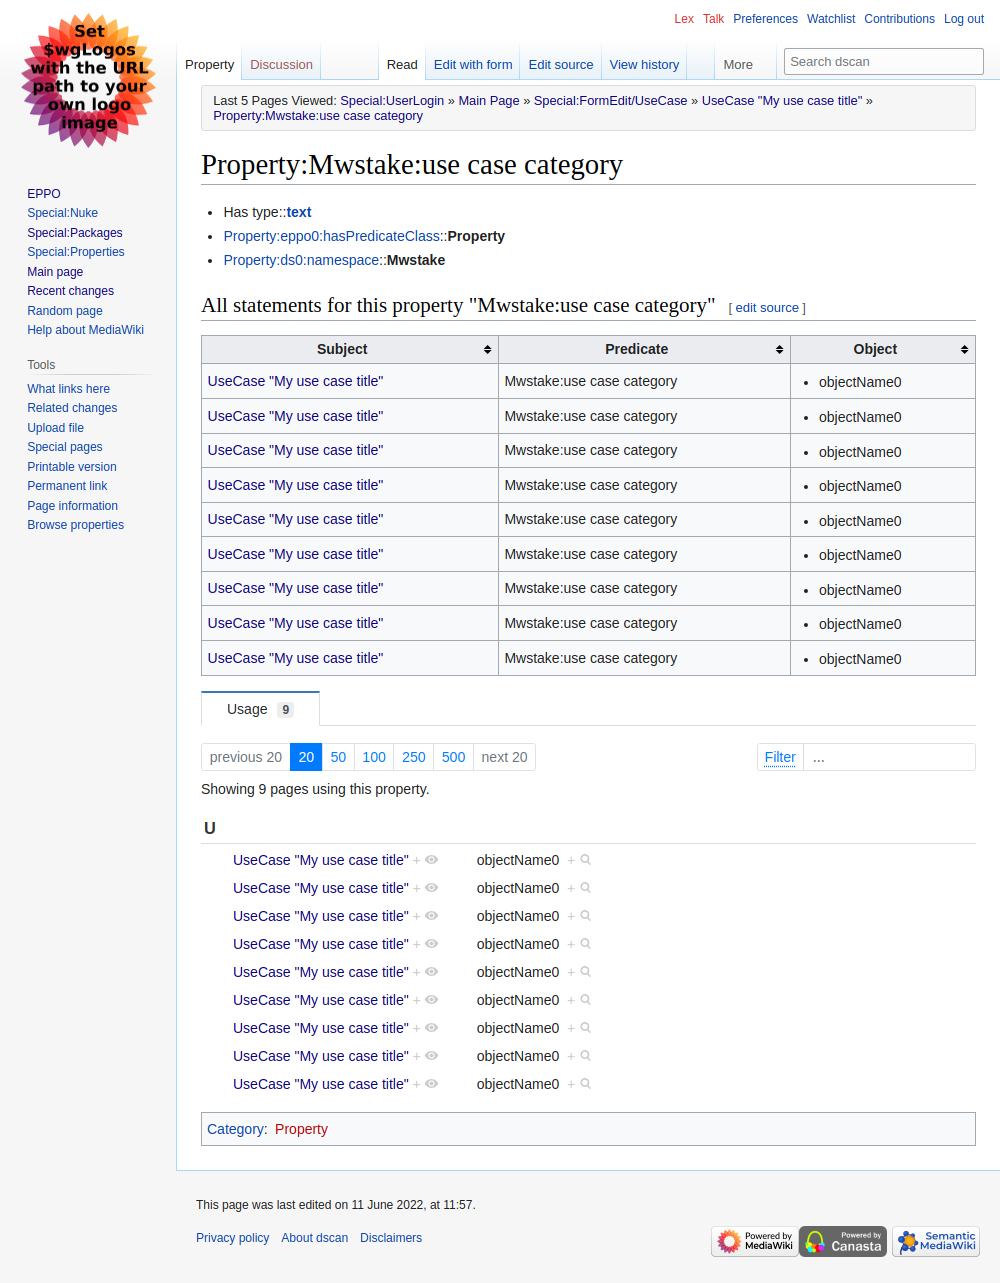 Set
$wgLogos
with the URL
path to your
own logo
image
Lex Talk Preferences Watchlist Contributions Log out
Property Discussion Read Edit with form Edit source View history More Search dscan
Last 5 Pages Viewed: Special:UserLogin » Main Page » Special:FormEdit/UseCase » UseCase "My use case title" »
Property:Mwstake:use case category
EPPO
Special:Nuke
Special:Packages
Special:Properties
Main page
Recent changes
Random page
Help about MediaWiki
Tools
What links here
Related changes
Upload file
Special pages
Printable version
Permanent link
Page information
Browse properties
Property:Mwstake:use case category
• Has type::text
• Property:eppo0:hasPredicateClass::Property
• Property:ds0:namespace::Mwstake
All statements for this property "Mwstake:use case category" [ edit source ]
Subject Predicate Object
UseCase "My use case title" Mwstake:use case category • objectName0
UseCase "My use case title" Mwstake:use case category • objectName0
UseCase "My use case title" Mwstake:use case category • objectName0
UseCase "My use case title" Mwstake:use case category • objectName0
UseCase "My use case title" Mwstake:use case category • objectName0
UseCase "My use case title" Mwstake:use case category • objectName0
UseCase "My use case title" Mwstake:use case category • objectName0
UseCase "My use case title" Mwstake:use case category • objectName0
UseCase "My use case title" Mwstake:use case category • objectName0
Usage 9
previous 20 20 50 100 250 500 next 20 Filter ...
Showing 9 pages using this property.
U
UseCase "My use case title" + objectName0 +
UseCase "My use case title" + objectName0 +
UseCase "My use case title" + objectName0 +
UseCase "My use case title" + objectName0 +
UseCase "My use case title" + objectName0 +
UseCase "My use case title" + objectName0 +
UseCase "My use case title" + objectName0 +
UseCase "My use case title" + objectName0 +
UseCase "My use case title" + objectName0 +
Category: Property
This page was last edited on 11 June 2022, at 11:57.
Privacy policy About dscan Disclaimers
Powered by
MediaWiki
Powered by
Canasta
Semantic
MediaWiki